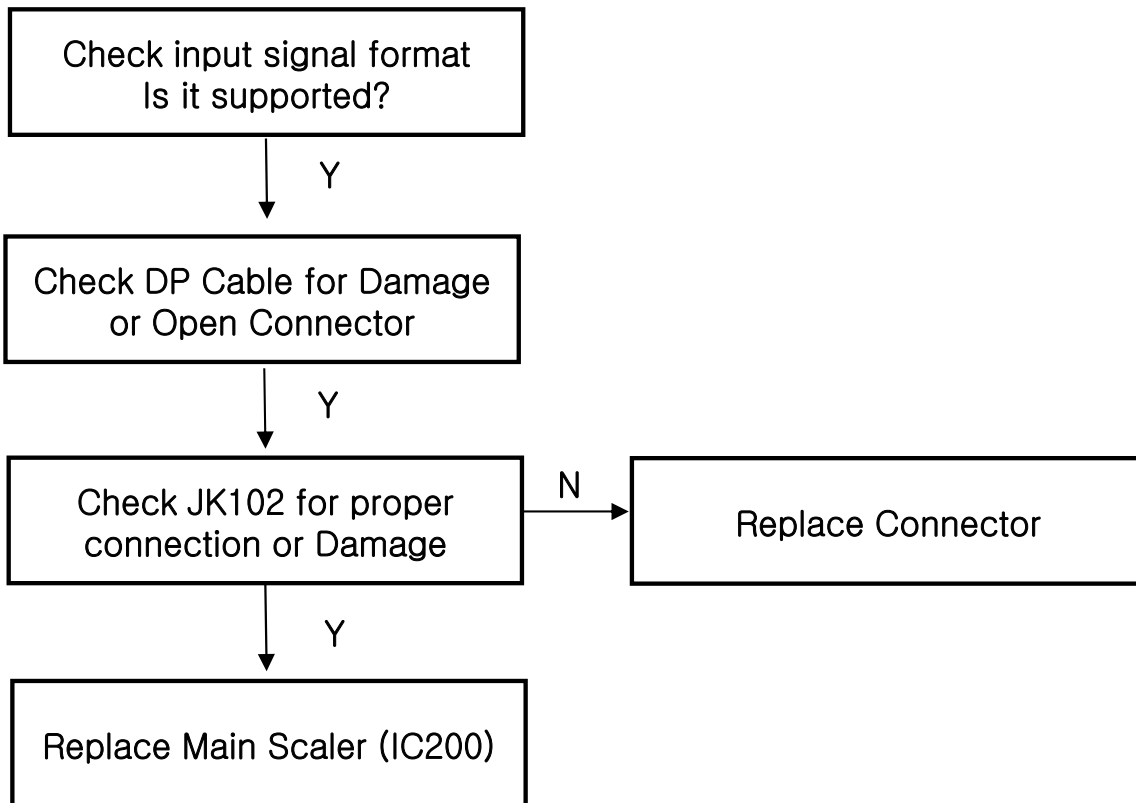 Check input signal format
Is it supported?
Y
Check DP Cable for Damage
or Open Connector
Y
Check JK102 for proper
connection or Damage
N
Replace Connector
Y
Replace Main Scaler (IC200)